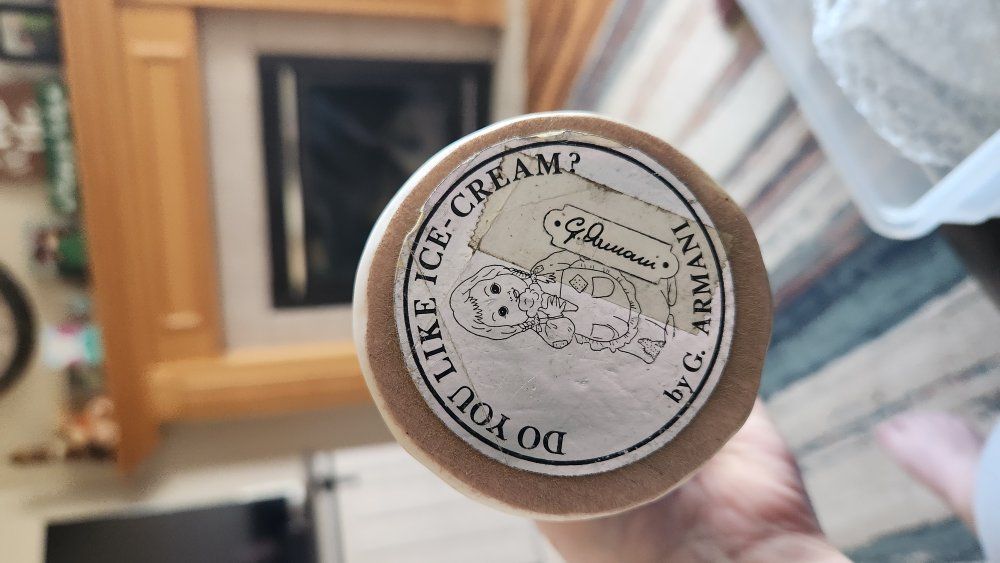 DO YOU LIKE ICE-CREAM?
G. Armani
by G. ARMANI